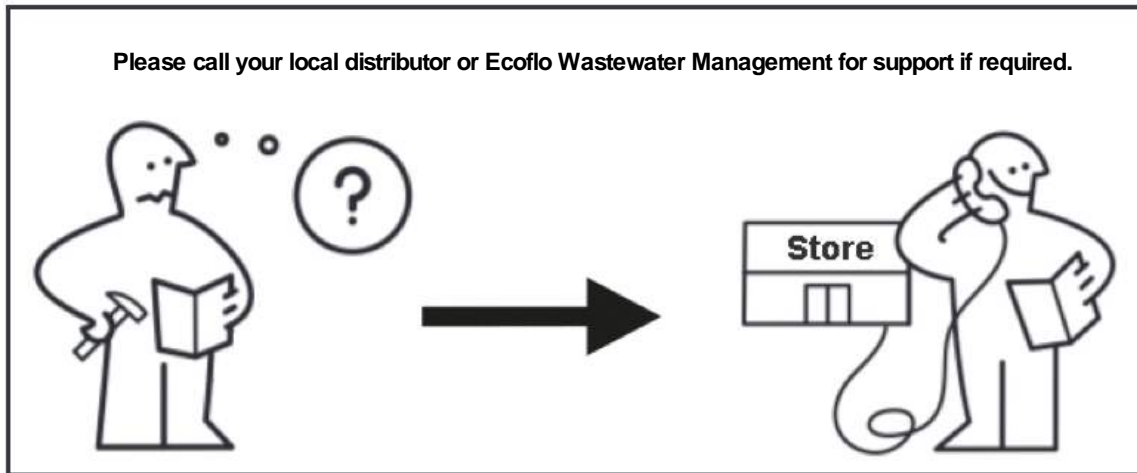 Please call your local distributor or Ecoflo Wastewater Management for support if required.
?
Store